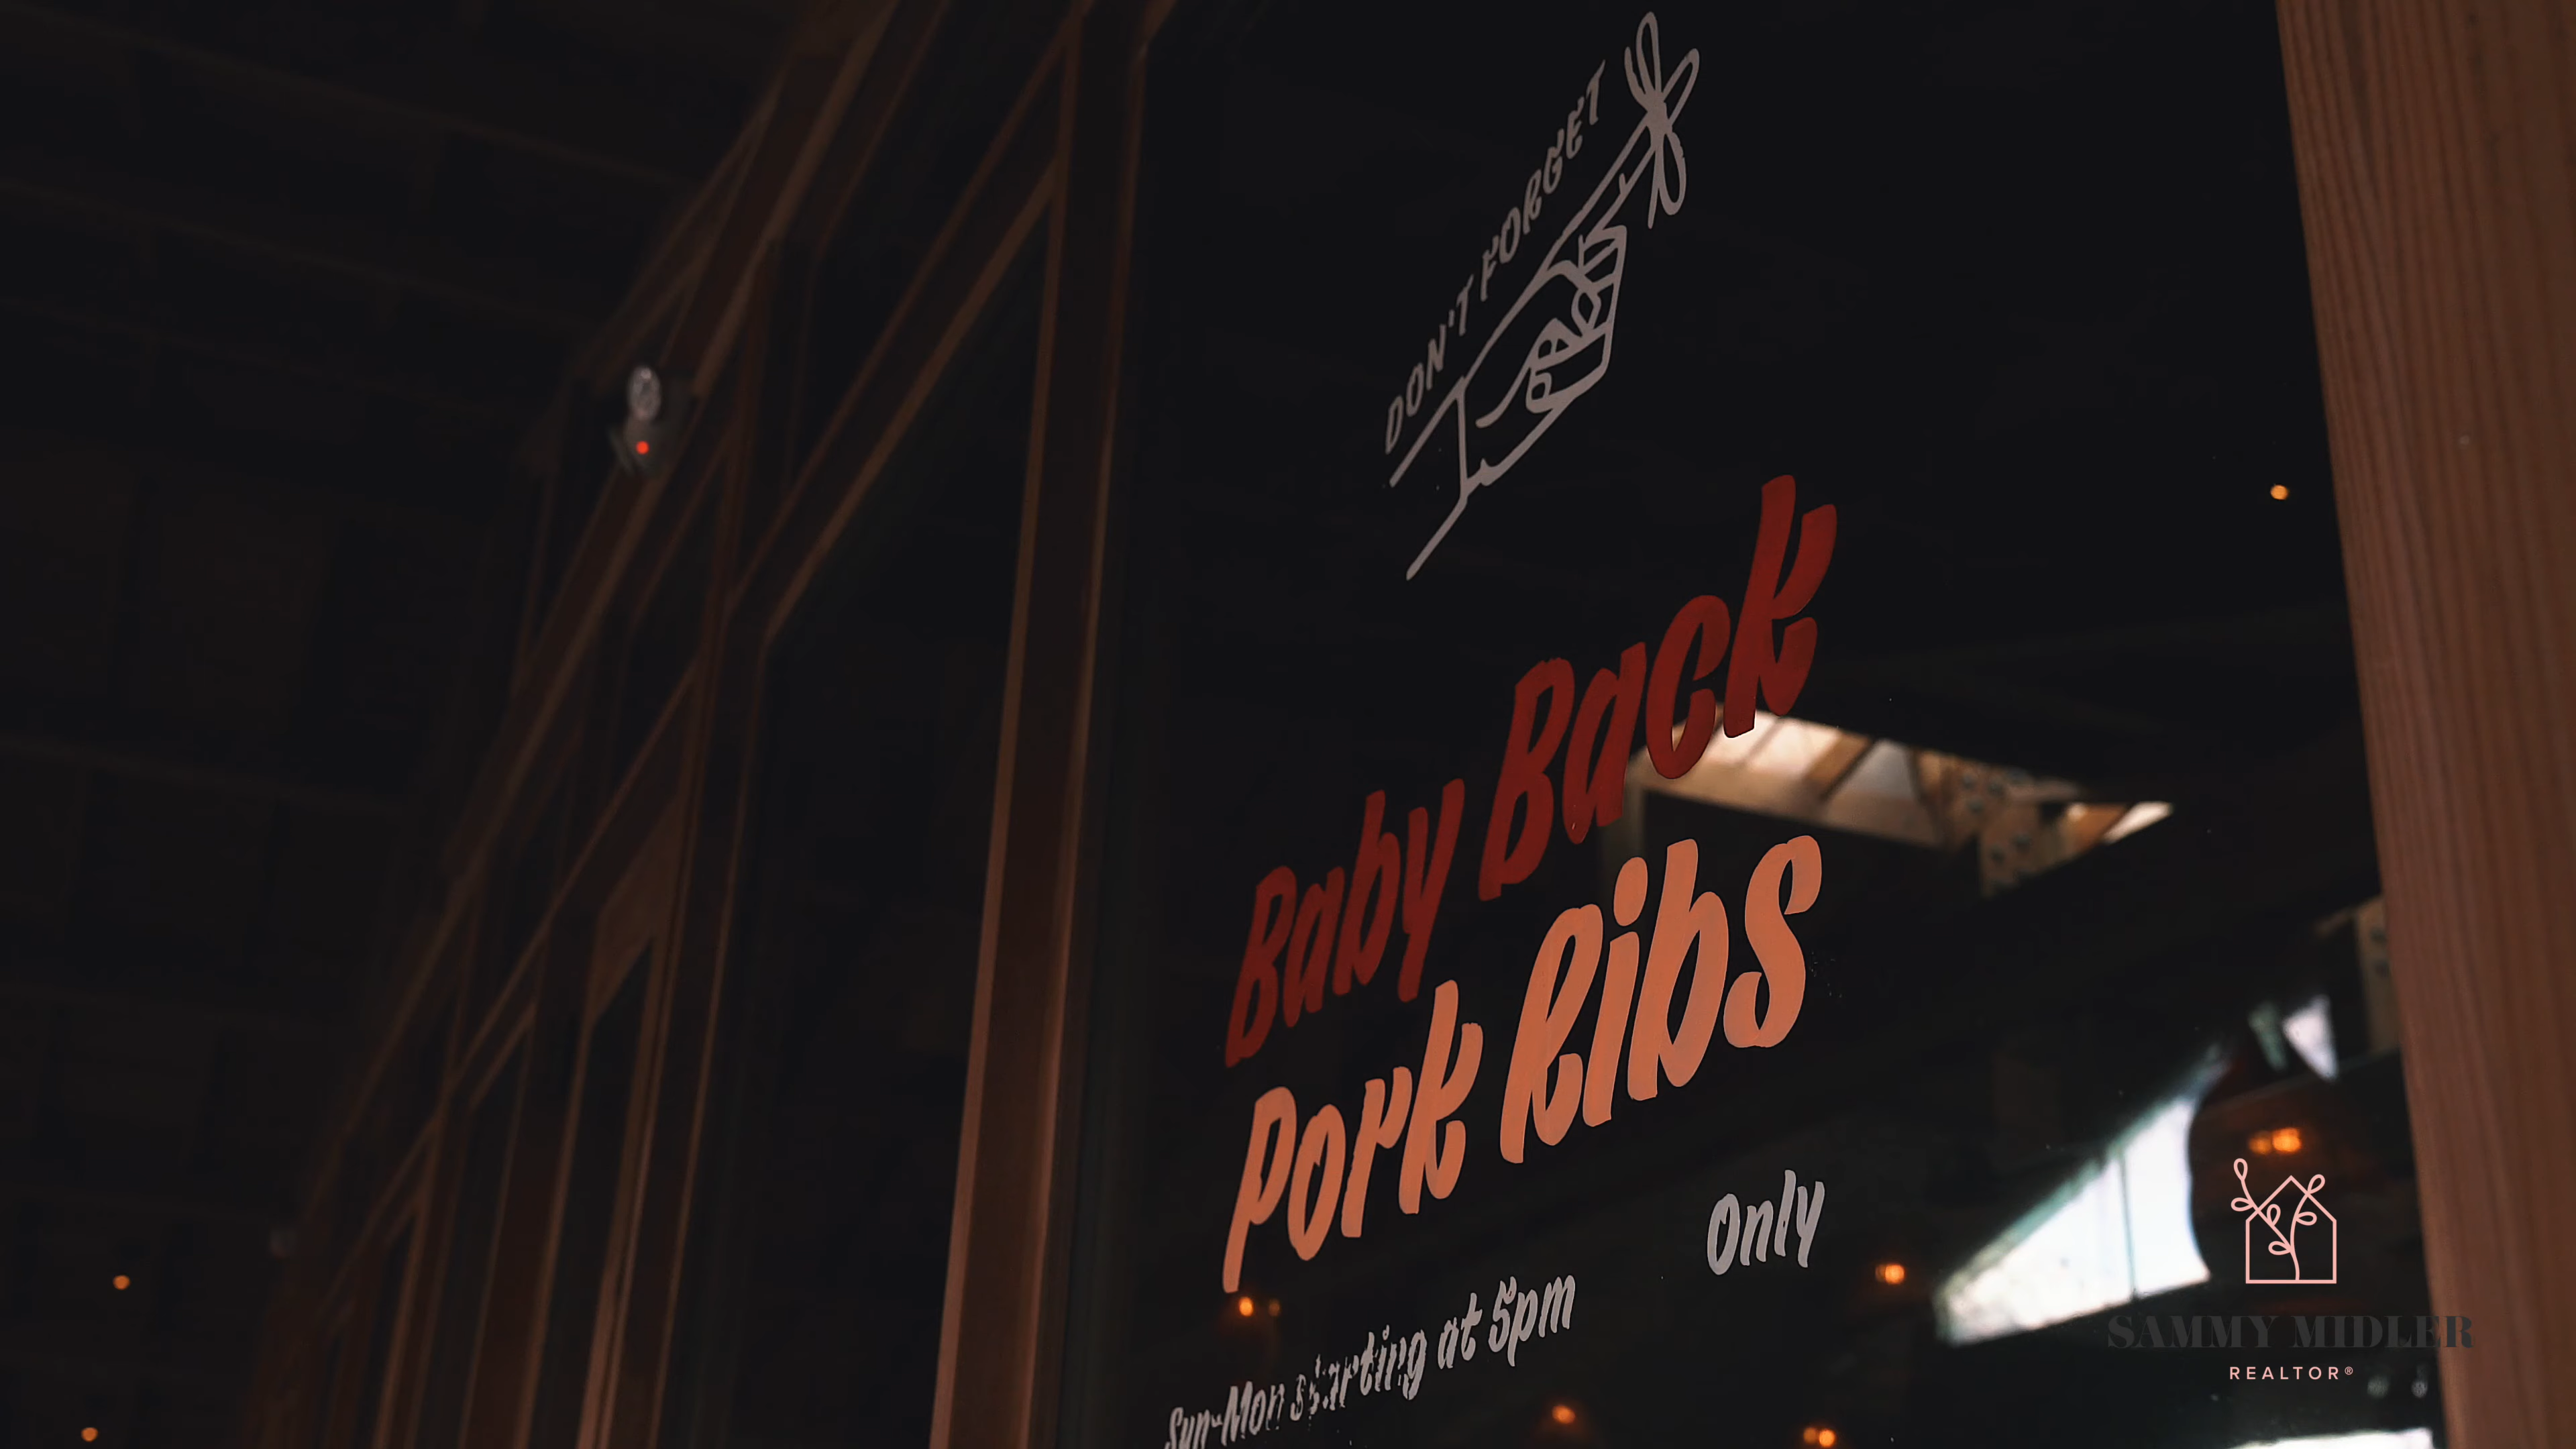 DON'T FORGET
Baby Back
Pork Ribs
Only
Sun-Mon starting at 5pm
SAMMY MIDLER
REALTOR®